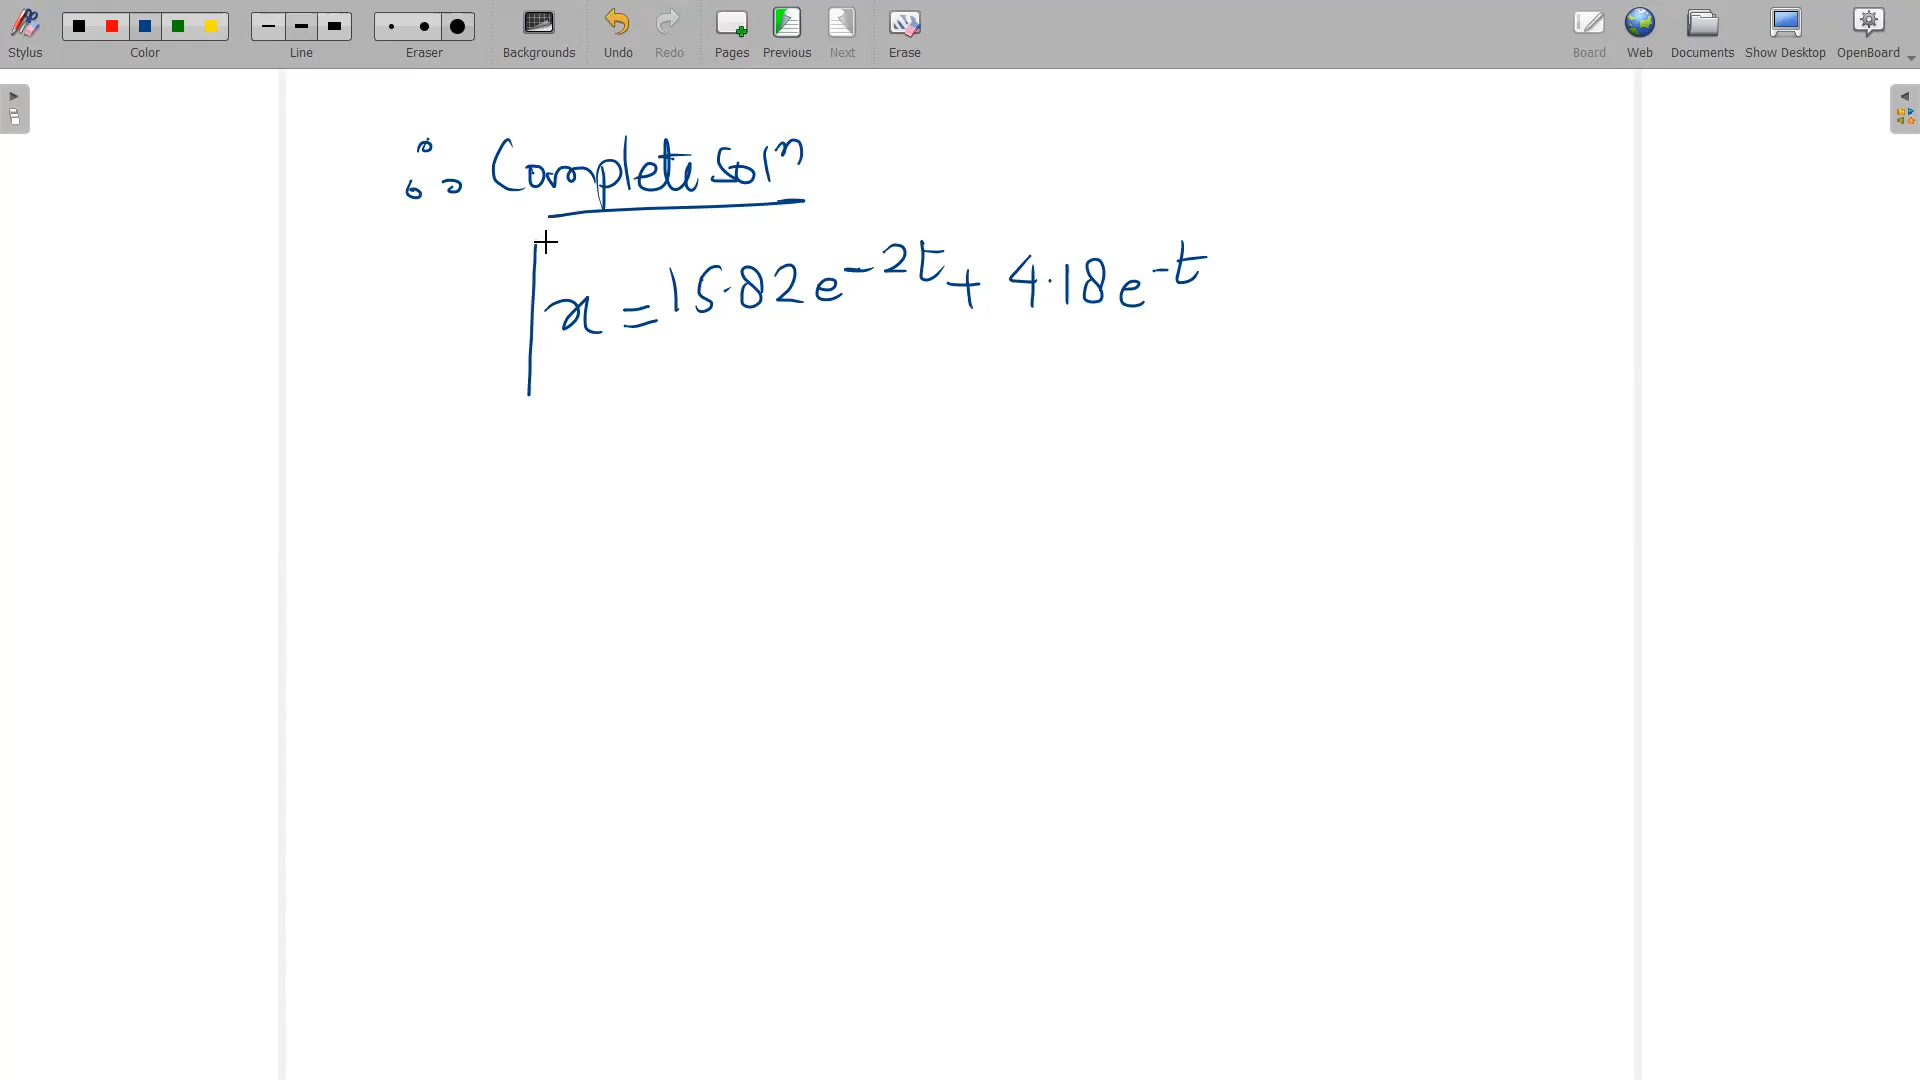 Stylus Color Line Eraser Backgrounds Undo Redo Pages Previous Next Erase Board Web Documents Show Desktop OpenBoard
∴ Complete solⁿ
x = 15.82e^{-2t} + 4.18e^{-t}